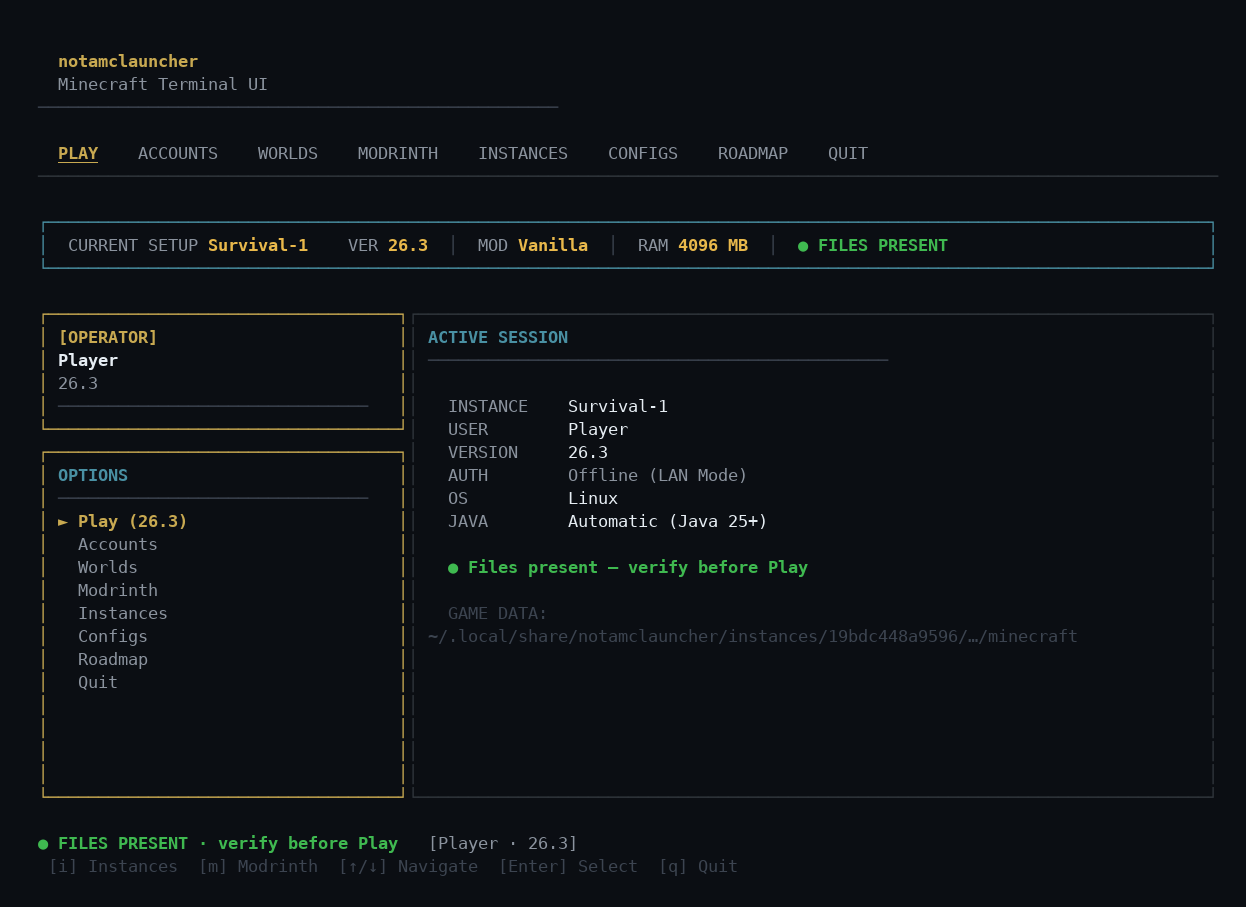 notamclauncher
Minecraft Terminal UI
PLAY    ACCOUNTS    WORLDS    MODRINTH    INSTANCES    CONFIGS    ROADMAP    QUIT
CURRENT SETUP Survival-1    VER 26.3  │  MOD Vanilla  │  RAM 4096 MB  │  ● FILES PRESENT
[OPERATOR]
Player
26.3
OPTIONS
► Play (26.3)
Accounts
Worlds
Modrinth
Instances
Configs
Roadmap
Quit
ACTIVE SESSION
INSTANCE    Survival-1
USER        Player
VERSION     26.3
AUTH        Offline (LAN Mode)
OS          Linux
JAVA        Automatic (Java 25+)
● Files present — verify before Play
GAME DATA:
~/.local/share/notamclauncher/instances/19bdc448a9596/…/minecraft
● FILES PRESENT · verify before Play   [Player · 26.3]
[i] Instances  [m] Modrinth  [↑/↓] Navigate  [Enter] Select  [q] Quit